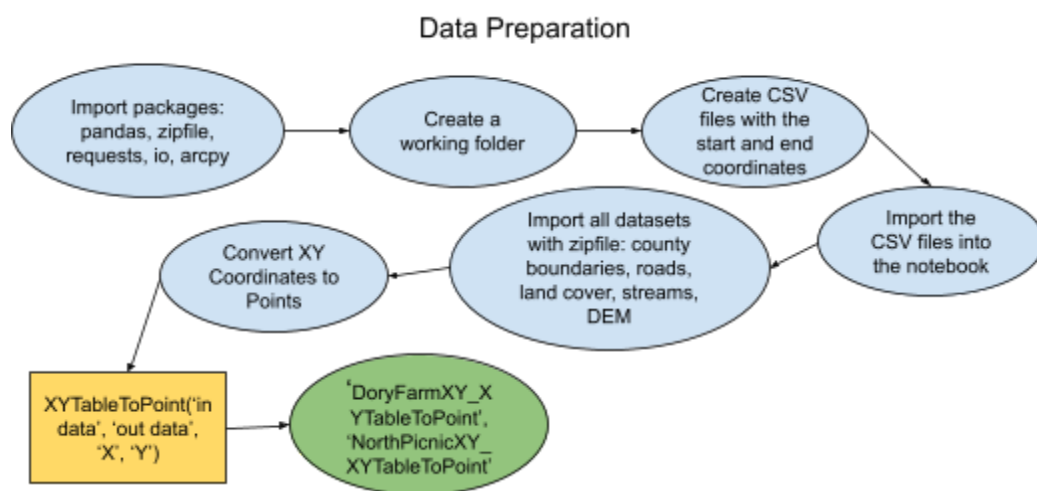 Data Preparation
Import packages:
pandas, zipfile,
requests, io, arcpy
Create a
working folder
Create CSV
files with the
start and end
coordinates
Import the
CSV files into
the notebook
Import all datasets
with zipfile: county
boundaries, roads,
land cover, streams,
DEM
Convert XY
Coordinates to
Points
XYTableToPoint(‘in
data’, ‘out data’,
‘X’, ‘Y’)
‘DoryFarmXY_X
YTableToPoint’,
‘NorthPicnicXY_
XYTableToPoint’